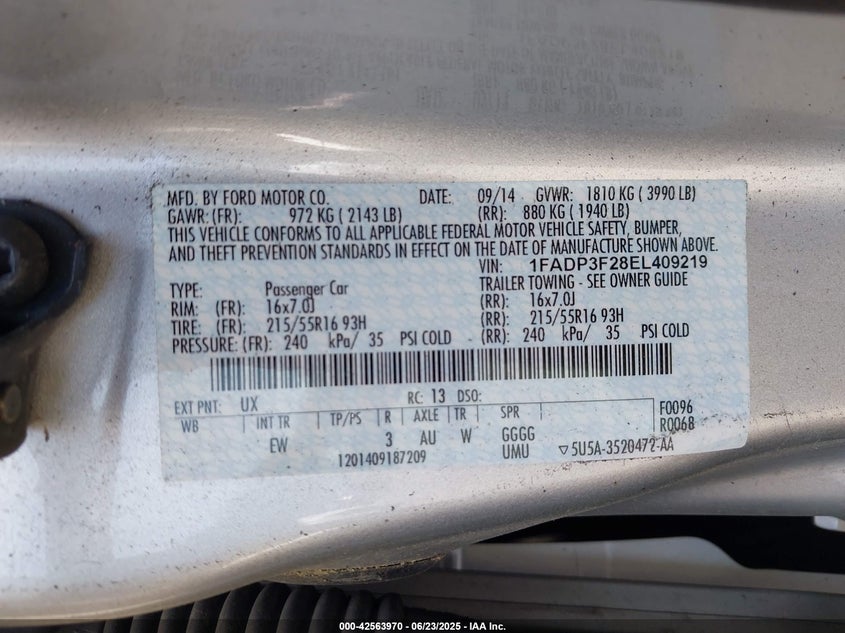 MFD. BY FORD MOTOR CO. DATE: 09/14 GVWR: 1810 KG ( 3990 LB)
GAWR: (FR): 972 KG ( 2143 LB) (RR): 880 KG ( 1940 LB)
THIS VEHICLE CONFORMS TO ALL APPLICABLE FEDERAL MOTOR VEHICLE SAFETY, BUMPER,
AND THEFT PREVENTION STANDARDS IN EFFECT ON THE DATE OF MANUFACTURE SHOWN ABOVE.
VIN: 1FADP3F28EL409219
TYPE: Passenger Car TRAILER TOWING - SEE OWNER GUIDE
RIM: (FR): 16x7.0J (RR): 16x7.0J
TIRE: (FR): 215/55R16 93H (RR): 215/55R16 93H
PRESSURE: (FR): 240 kPa/ 35 PSI COLD (RR): 240 kPa/ 35 PSI COLD
EXT PNT: UX RC: 13 DSO:
WB INT TR TP/PS R AXLE TR SPR F0096
EW 3 AU W GGGG R0068
1201409187209 UMU ▽5U5A-3520472-AA
000-42563970 - 06/23/2025 - IAA Inc.